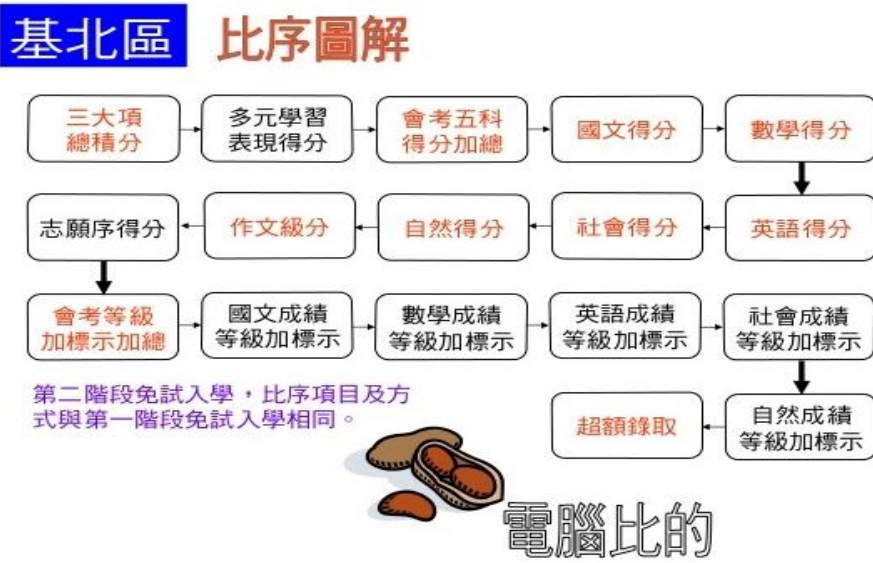 基北區 比序圖解
三大項
總積分
多元學習
表現得分
會考五科
得分加總
國文得分
數學得分
英語得分
社會得分
自然得分
作文級分
志願序得分
會考等級
加標示加總
國文成績
等級加標示
數學成績
等級加標示
英語成績
等級加標示
社會成績
等級加標示
自然成績
等級加標示
超額錄取
第二階段免試入學，比序項目及方
式與第一階段免試入學相同。
電腦比的